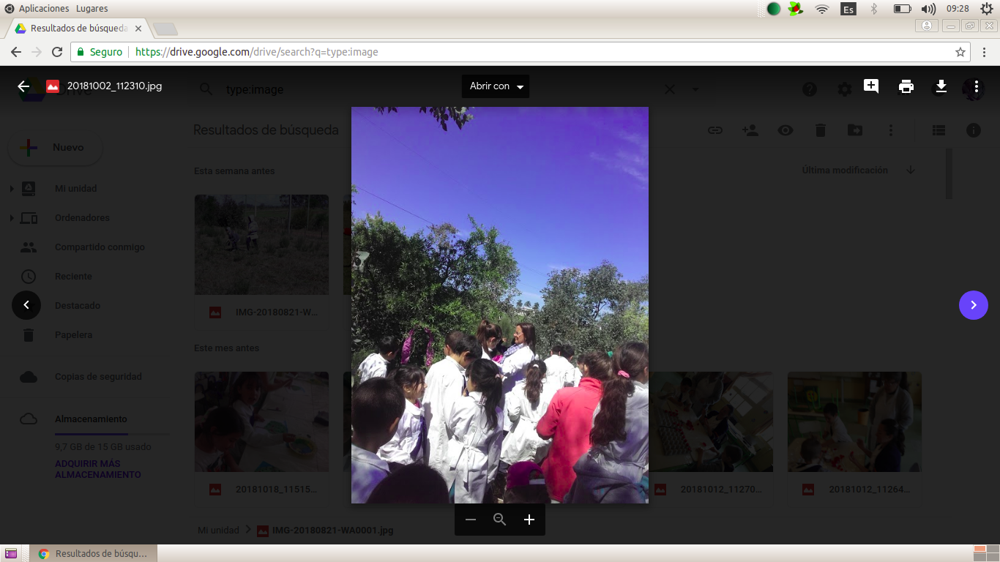 Aplicaciones Lugares
Es
09:28
Resultados de búsqueda
Seguro https://drive.google.com/drive/search?q=type:image
20181002_112310.jpg
Abrir con
type:image
Resultados de búsqueda
Nuevo
Esta semana antes
Última modificación
Mi unidad
Ordenadores
Compartido conmigo
Reciente
Destacado
IMG-20180821-W...
Papelera
Este mes antes
Copias de seguridad
Almacenamiento
9,7 GB de 15 GB usado
ADQUIRIR MÁS
ALMACENAMIENTO
20181018_11515...
20181012_11270...
20181012_11264...
Mi unidad
IMG-20180821-WA0001.jpg
Resultados de búsqu...